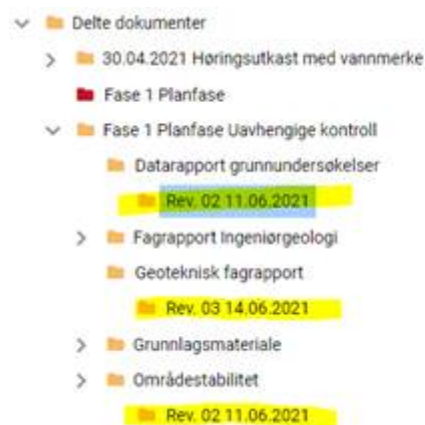 Delte dokumenter
30.04.2021 Høringsutkast med vannmerke
Fase 1 Planfase
Fase 1 Planfase Uavhengige kontroll
Datarapport grunnundersøkelser
Rev. 02 11.06.2021
Fagrapport Ingeniørgeologi
Geoteknisk fagrapport
Rev. 03 14.06.2021
Grunnlagsmateriale
Områdestabilitet
Rev. 02 11.06.2021